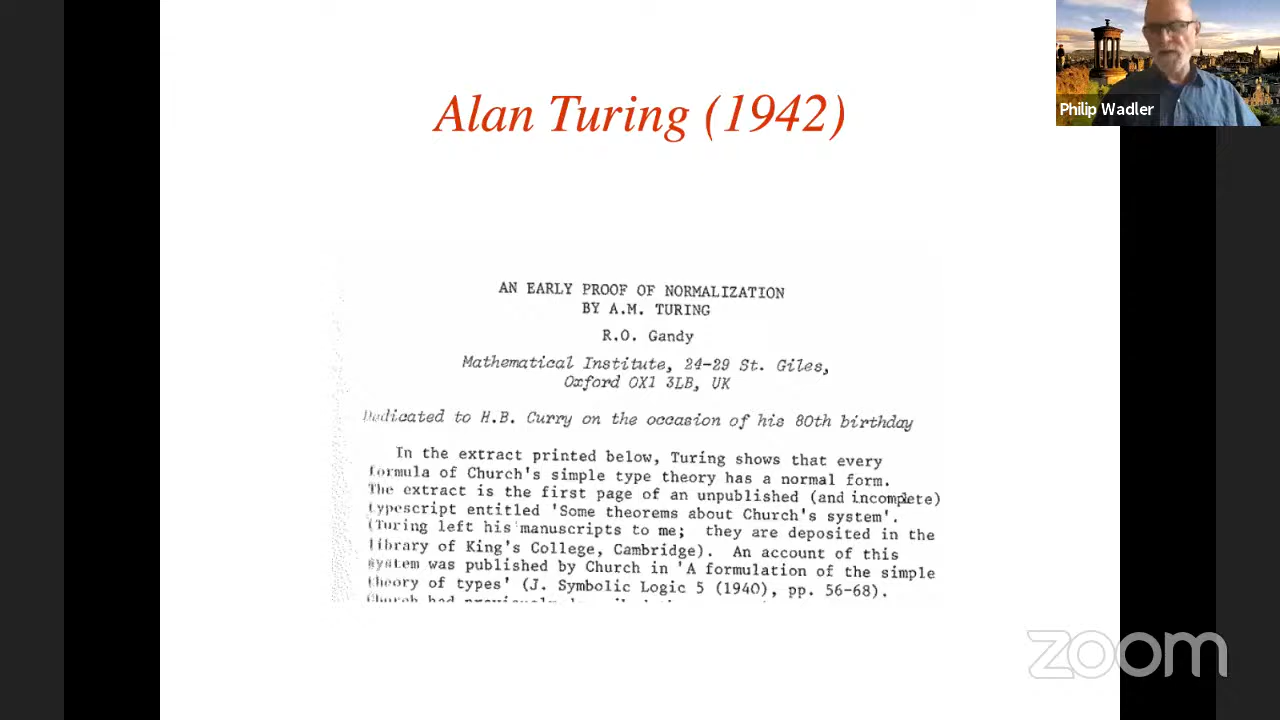 Alan Turing (1942)
Philip Wadler
AN EARLY PROOF OF NORMALIZATION
BY A.M. TURING
R.O. Gandy
Mathematical Institute, 24-29 St. Giles,
Oxford OX1 3LB, UK
Dedicated to H.B. Curry on the occasion of his 80th birthday
In the extract printed below, Turing shows that every
formula of Church's simple type theory has a normal form.
The extract is the first page of an unpublished (and incomplete)
typescript entitled 'Some theorems about Church's system'.
(Turing left his manuscripts to me; they are deposited in the
library of King's College, Cambridge). An account of this
system was published by Church in 'A formulation of the simple
theory of types' (J. Symbolic Logic 5 (1940), pp. 56-68).
Church had previously
zoom